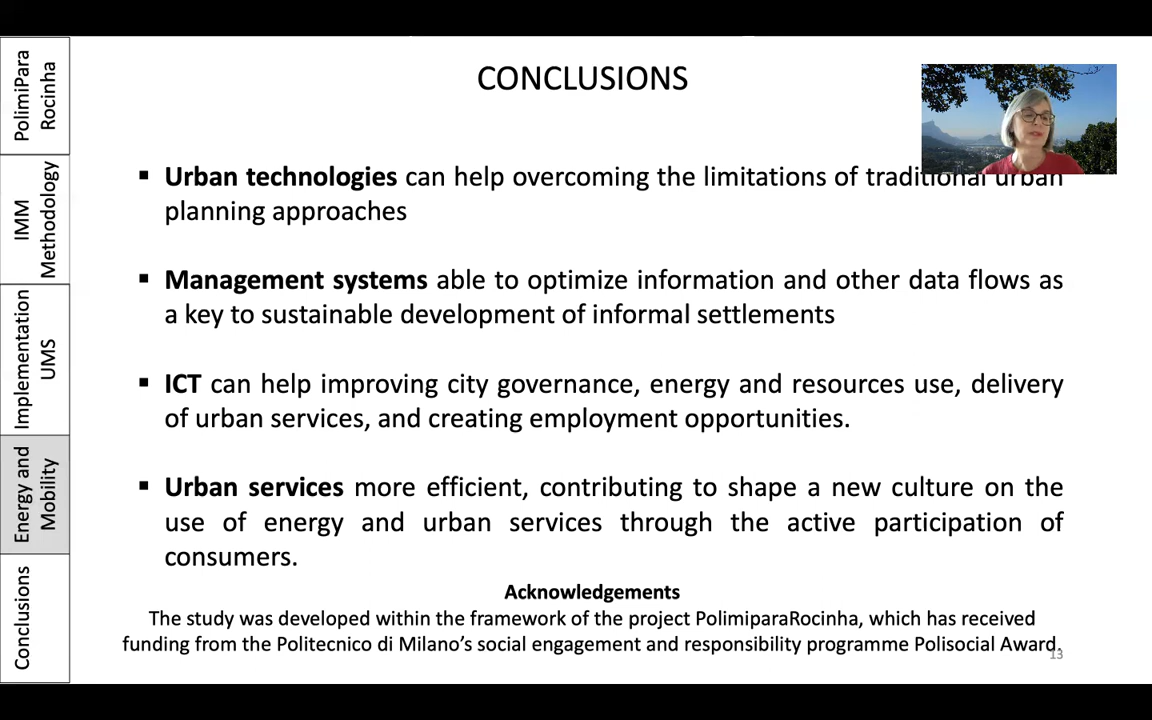 PolimiPara
Rocinha
IMM
Methodology
Implementation
UMS
Energy and
Mobility
Conclusions
CONCLUSIONS
▪ Urban technologies can help overcoming the limitations of traditional urban
planning approaches
▪ Management systems able to optimize information and other data flows as
a key to sustainable development of informal settlements
▪ ICT can help improving city governance, energy and resources use, delivery
of urban services, and creating employment opportunities.
▪ Urban services more efficient, contributing to shape a new culture on the
use of energy and urban services through the active participation of
consumers.
Acknowledgements
The study was developed within the framework of the project PolimiparaRocinha, which has received
funding from the Politecnico di Milano’s social engagement and responsibility programme Polisocial Award.
13